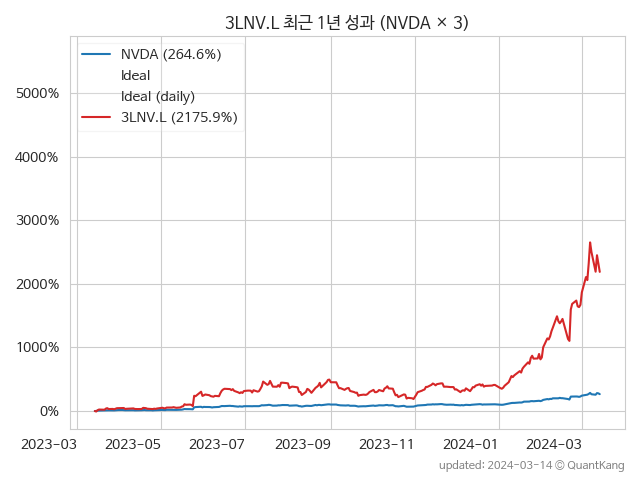 3LNV.L 최근 1년 성과 (NVDA × 3)
NVDA (264.6%)
Ideal
Ideal (daily)
3LNV.L (2175.9%)
5000%
4000%
3000%
2000%
1000%
0%
2023-03 2023-05 2023-07 2023-09 2023-11 2024-01 2024-03
updated: 2024-03-14 © QuantKang